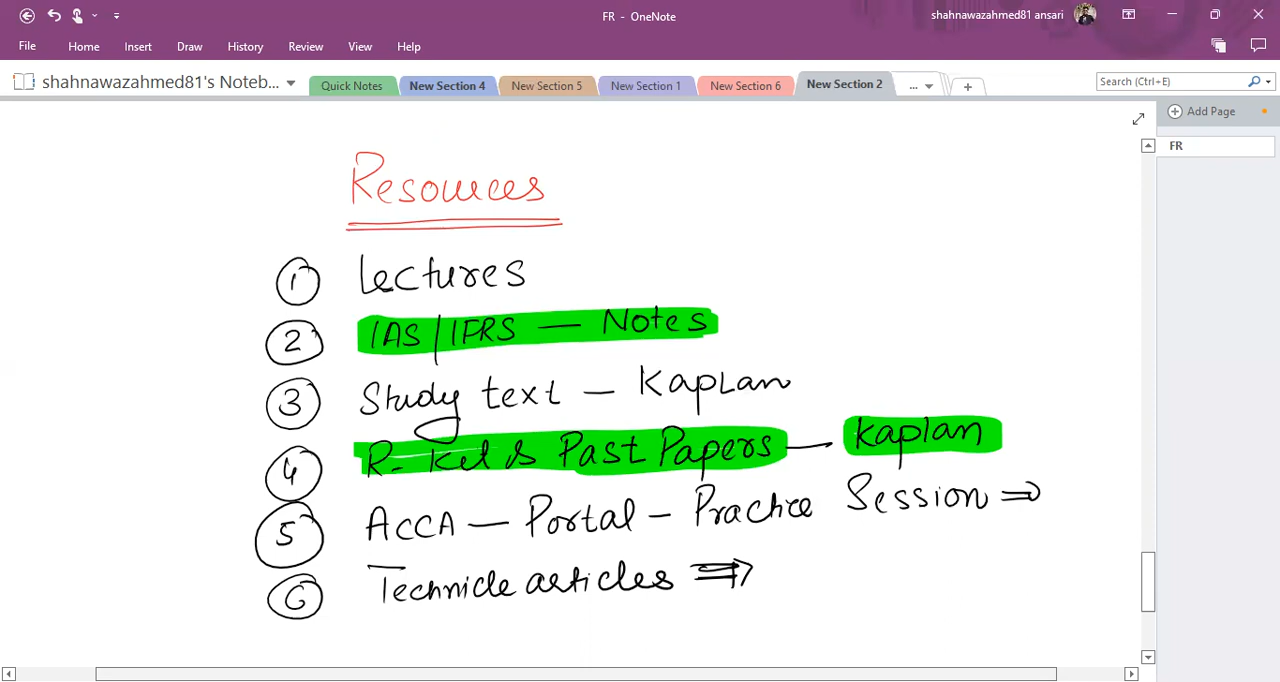 FR - OneNote
shahnawazahmed81 ansari
File Home Insert Draw History Review View Help
shahnawazahmed81's Noteb...
Quick Notes New Section 4 New Section 5 New Section 1 New Section 6 New Section 2 ...
Search (Ctrl+E)
Add Page
FR
Resources
1 Lectures
2 IAS/IFRS — Notes
3 Study text — Kaplan
4 R- Ket & Past Papers — Kaplan
5 ACCA — Portal — Practice Session ⇒
6 Technicle articles ⇒